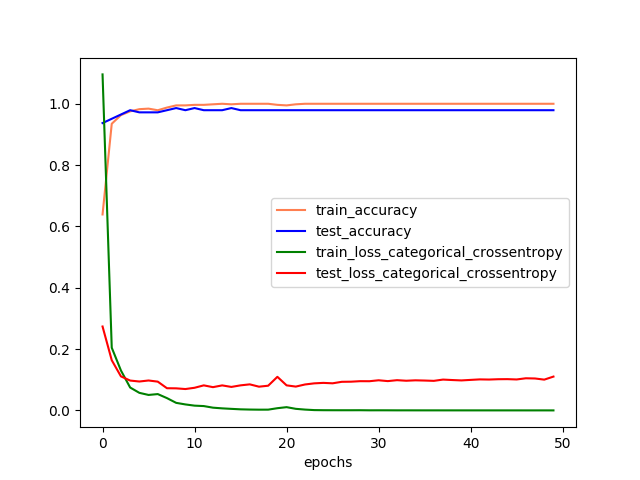 1.0
0.8
0.6
0.4
0.2
0.0
train_accuracy
test_accuracy
train_loss_categorical_crossentropy
test_loss_categorical_crossentropy
0 10 20 30 40 50
epochs